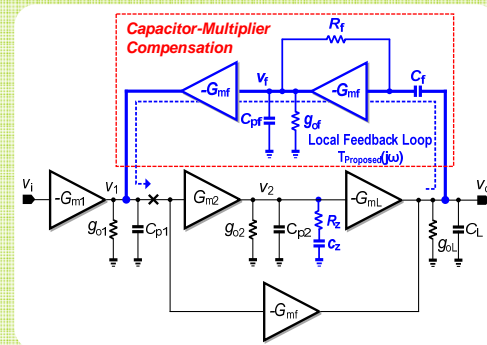 Capacitor-Multiplier
Compensation
Rf
-Gmf
vf
-Gmf
Cf
Cpf
gof
Local Feedback Loop
TProposed(jω)
vi
-Gm1
v1
Gm2
v2
-GmL
go1
Cp1
go2
Cp2
Rz
Cz
goL
CL
-Gmf